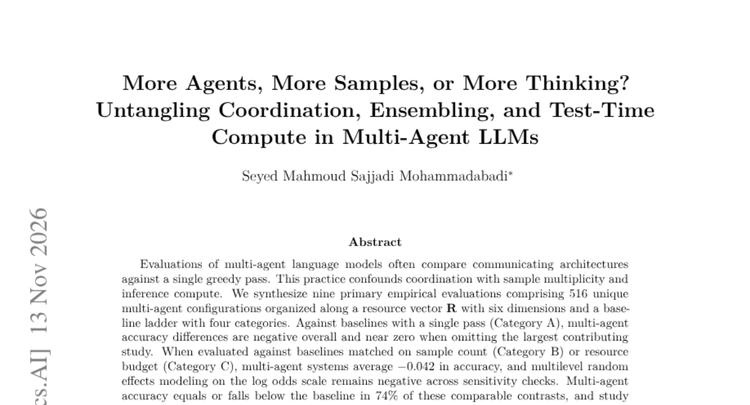 More Agents, More Samples, or More Thinking?
Untangling Coordination, Ensembling, and Test-Time
Compute in Multi-Agent LLMs
Seyed Mahmoud Sajjadi Mohammadabadi*
Abstract
Evaluations of multi-agent language models often compare communicating architectures
against a single greedy pass. This practice confounds coordination with sample multiplicity and
inference compute. We synthesize nine primary empirical evaluations comprising 516 unique
multi-agent configurations organized along a resource vector R with six dimensions and a base-
line ladder with four categories. Against baselines with a single pass (Category A), multi-agent
accuracy differences are negative overall and near zero when omitting the largest contributing
study. When evaluated against baselines matched on sample count (Category B) or resource
budget (Category C), multi-agent systems average −0.042 in accuracy, and multilevel random
effects modeling on the log odds scale remains negative across sensitivity checks. Multi-agent
accuracy equals or falls below the baseline in 74% of these comparable contrasts, and study
cs.AI] 13 Nov 2026